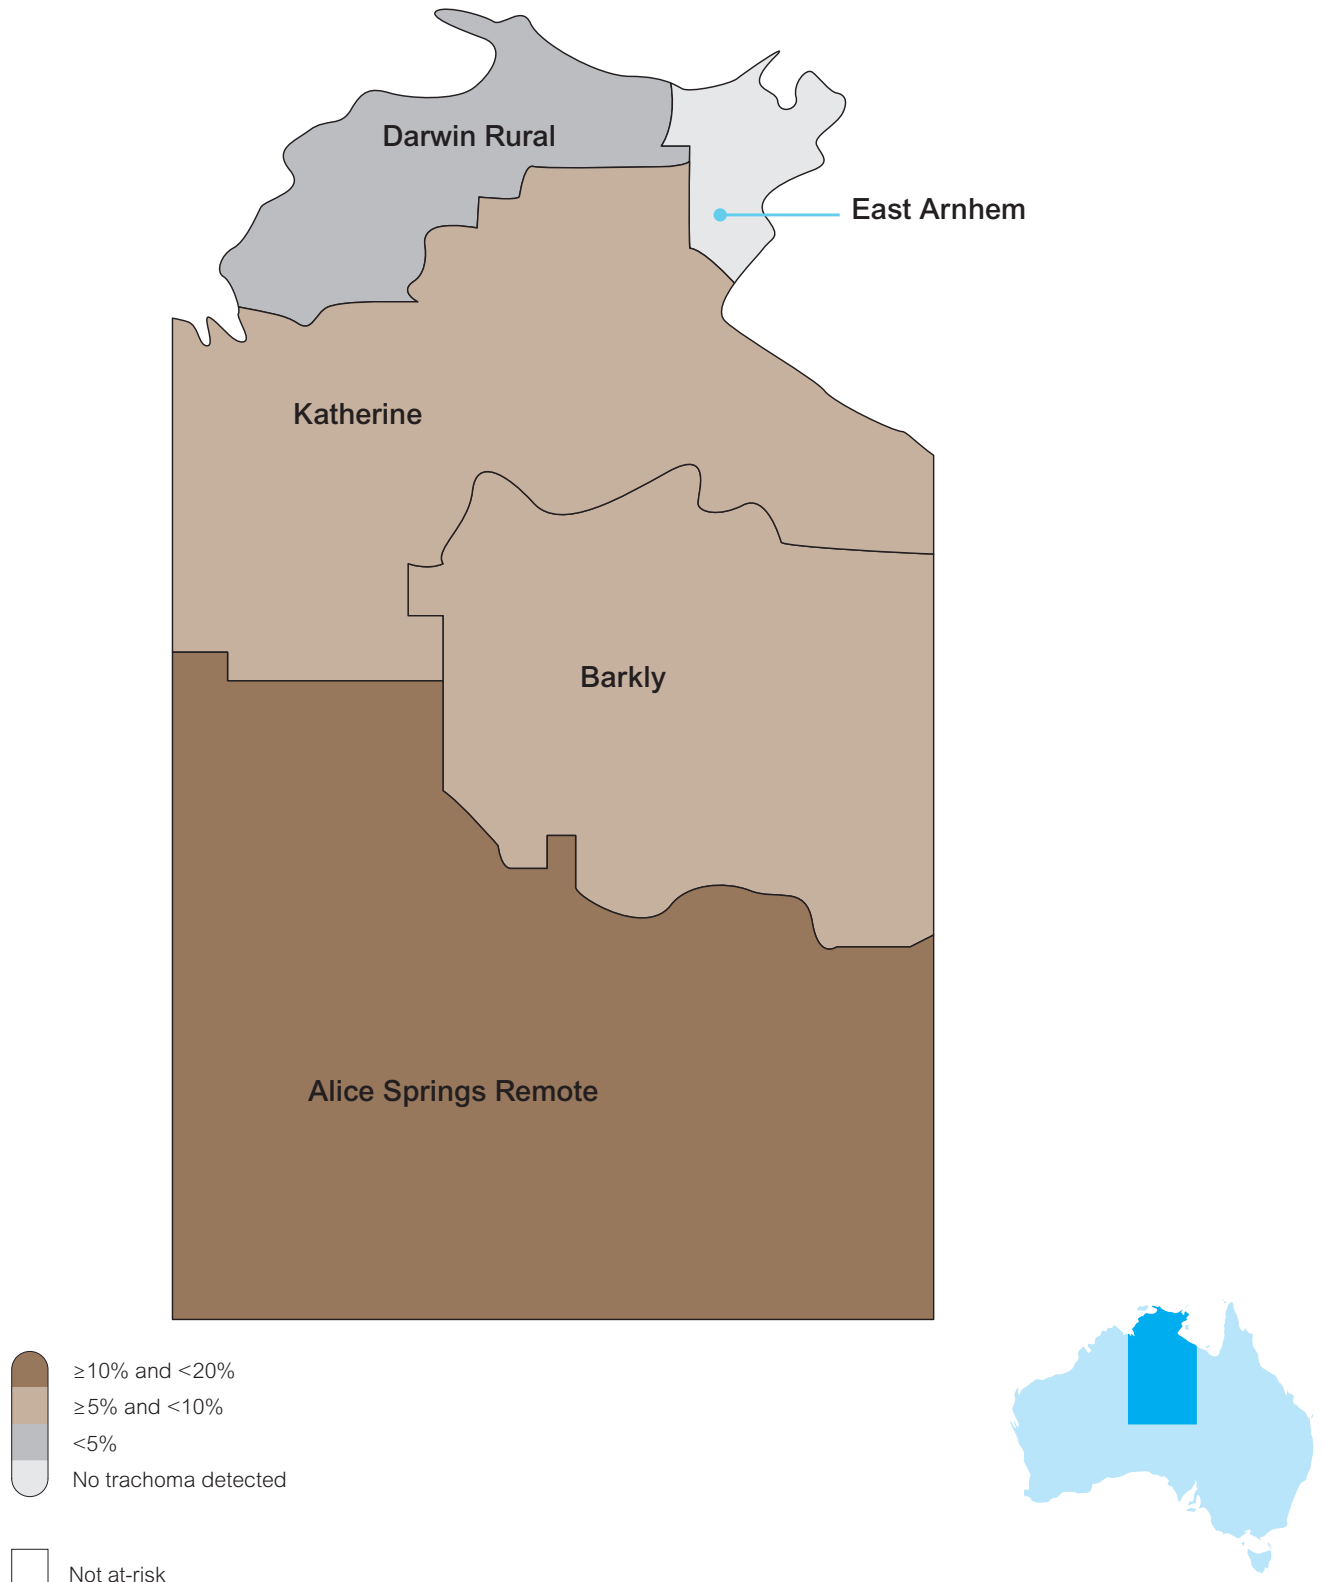 Darwin Rural
East Arnhem
Katherine
Barkly
Alice Springs Remote
≥10% and <20%
≥5% and <10%
<5%
No trachoma detected
Not at-risk